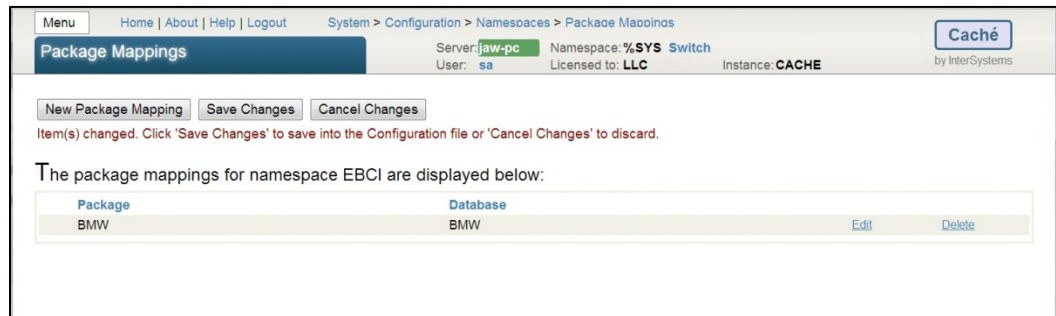 Menu Home | About | Help | Logout System > Configuration > Namespaces > Package Mappings
Package Mappings
Server: jaw-pc Namespace: %SYS Switch
User: sa Licensed to: LLC Instance: CACHE
Caché
by InterSystems
New Package Mapping Save Changes Cancel Changes
Item(s) changed. Click 'Save Changes' to save into the Configuration file or 'Cancel Changes' to discard.
The package mappings for namespace EBCI are displayed below:
Package Database
BMW BMW Edit Delete